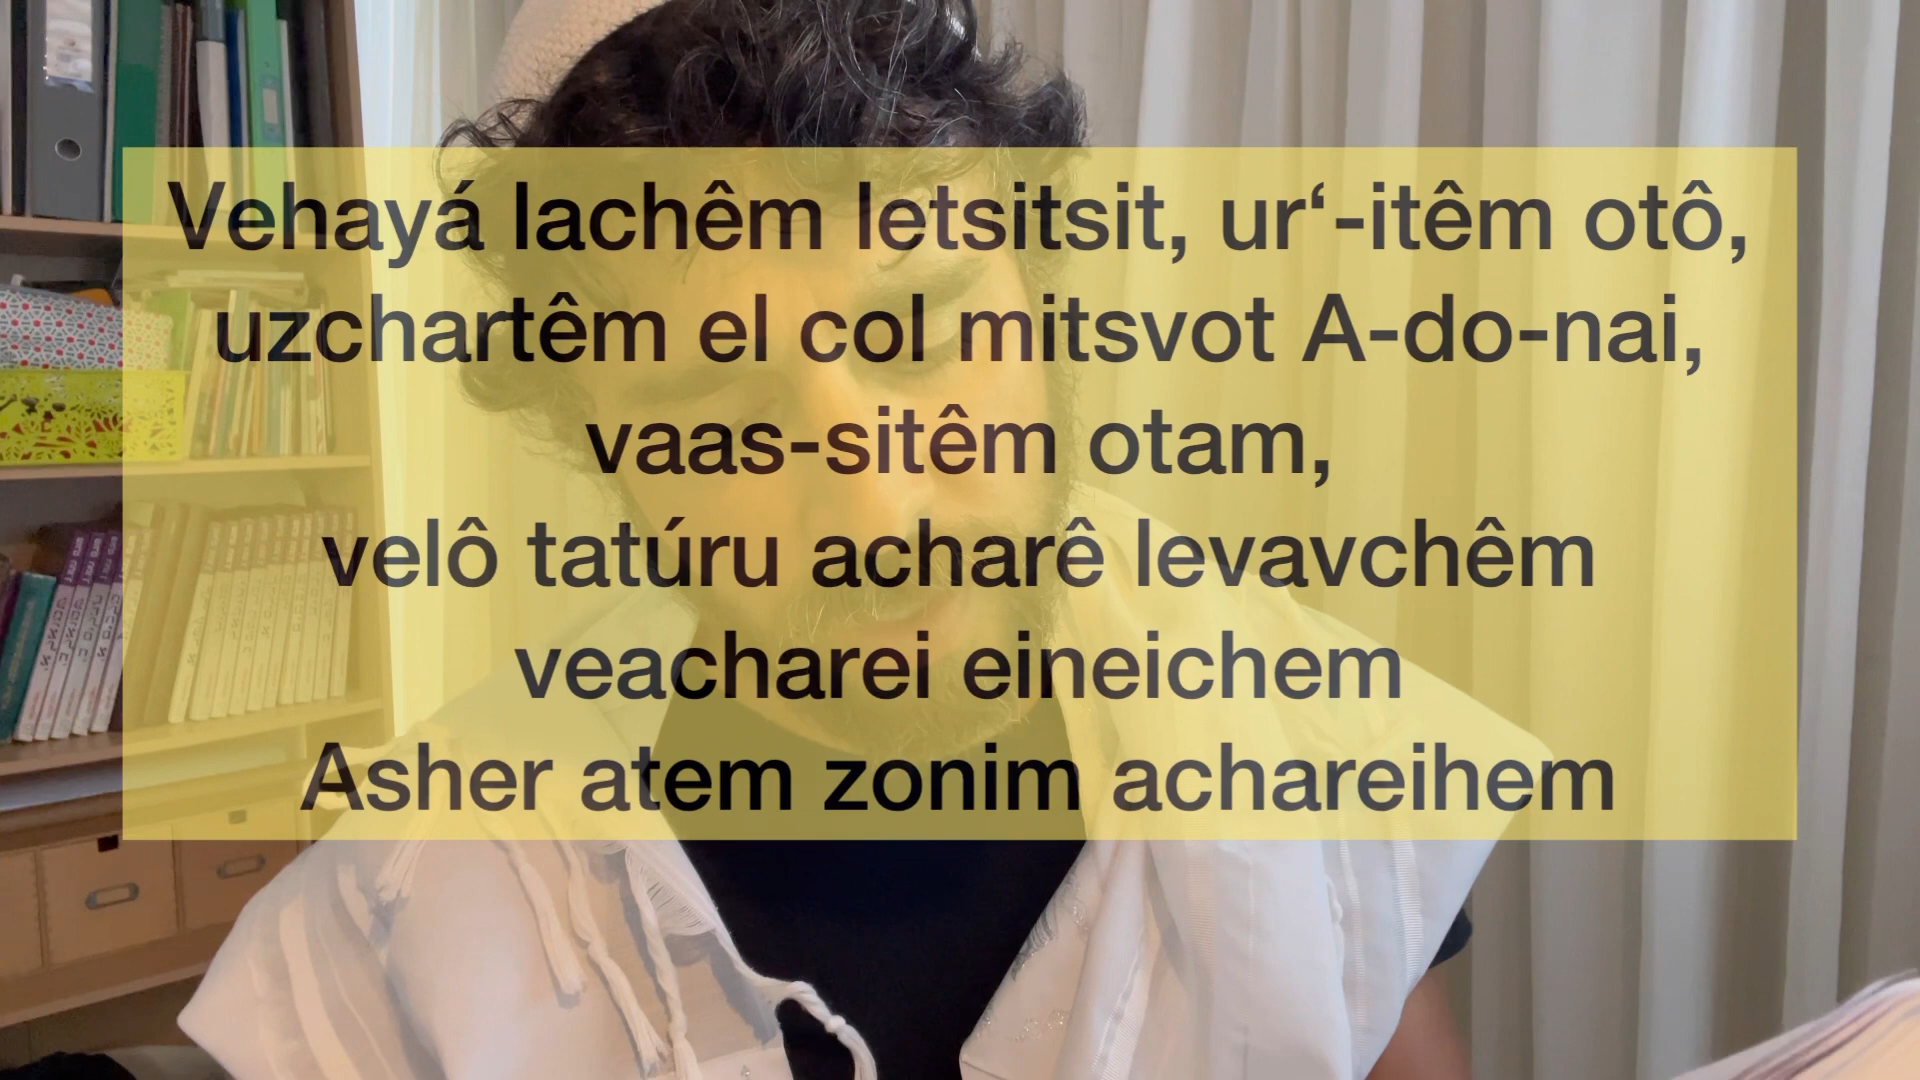 Vehayá lachêm letsitsit, ur‘-itêm otô,
uzchartêm el col mitsvot A-do-nai,
vaas-sitêm otam,
velô tatúru acharê levavchêm
veacharei eineichem
Asher atem zonim achareihem